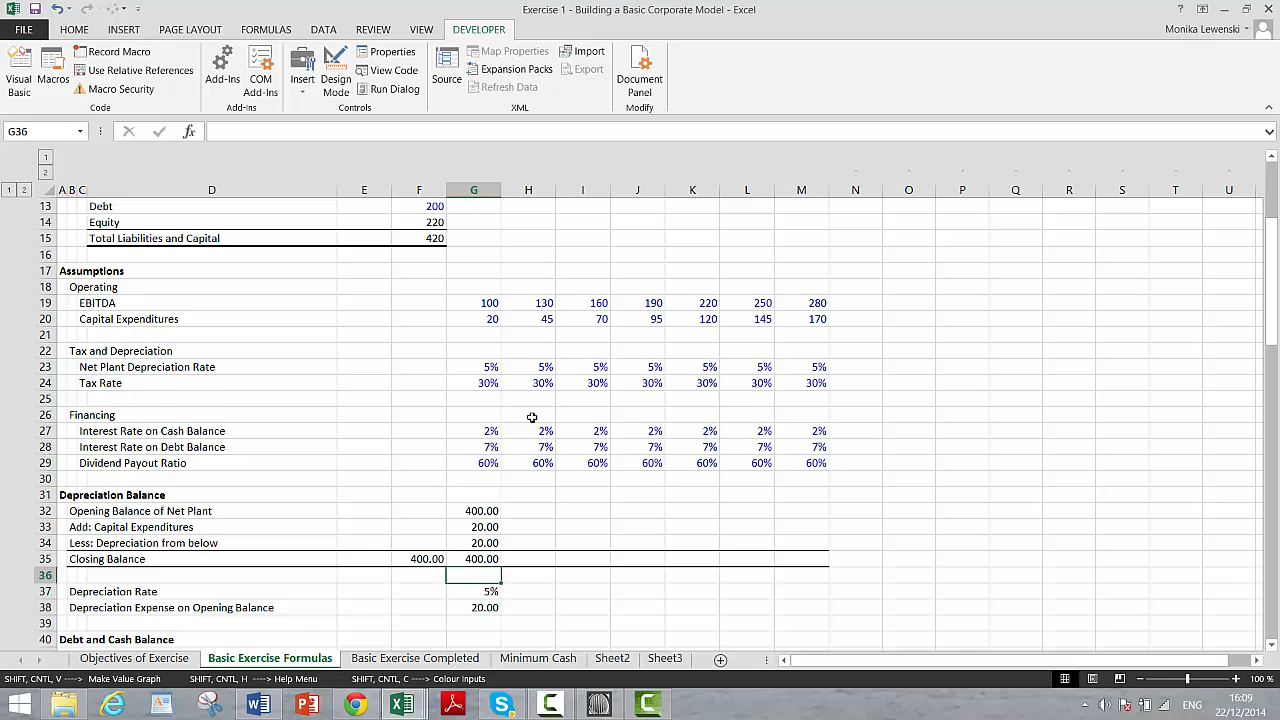 Exercise 1 - Building a Basic Corporate Model - Excel
FILE HOME INSERT PAGE LAYOUT FORMULAS DATA REVIEW VIEW DEVELOPER Monika Lewenski
Visual Basic
Macros
Record Macro
Use Relative References
Macro Security
Code
Add-Ins
COM Add-Ins
Add-Ins
Insert
Design Mode
Properties
View Code
Run Dialog
Controls
Source
Map Properties
Expansion Packs
Refresh Data
Import
Export
XML
Document Panel
Modify
G36 fx
1
2
1 2 A B C D E F G H I J K L M N O P Q R S T U
13 Debt 200
14 Equity 220
15 Total Liabilities and Capital 420
16
17 Assumptions
18 Operating
19 EBITDA 100 130 160 190 220 250 280
20 Capital Expenditures 20 45 70 95 120 145 170
21
22 Tax and Depreciation
23 Net Plant Depreciation Rate 5% 5% 5% 5% 5% 5% 5%
24 Tax Rate 30% 30% 30% 30% 30% 30% 30%
25
26 Financing
27 Interest Rate on Cash Balance 2% 2% 2% 2% 2% 2% 2%
28 Interest Rate on Debt Balance 7% 7% 7% 7% 7% 7% 7%
29 Dividend Payout Ratio 60% 60% 60% 60% 60% 60% 60%
30
31 Depreciation Balance
32 Opening Balance of Net Plant 400.00
33 Add: Capital Expenditures 20.00
34 Less: Depreciation from below 20.00
35 Closing Balance 400.00 400.00
36
37 Depreciation Rate 5%
38 Depreciation Expense on Opening Balance 20.00
39
40 Debt and Cash Balance
Objectives of Exercise Basic Exercise Formulas Basic Exercise Completed Minimum Cash Sheet2 Sheet3
SHIFT, CNTL, V ----> Make Value Graph SHIFT, CNTL, H ----> Help Menu SHIFT, CNTL, C ----> Colour Inputs 100 %
ENG 16:09
22/12/2014